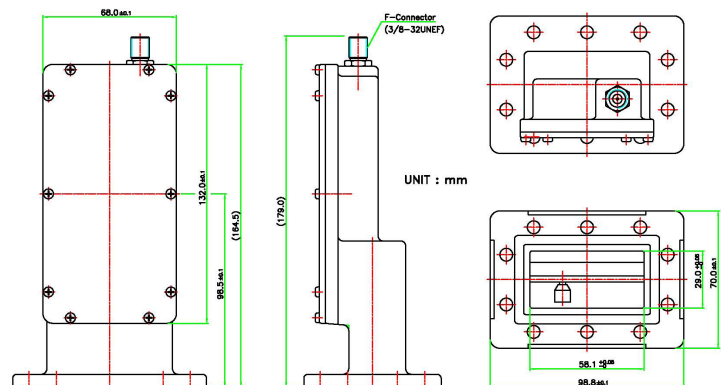 68.0±0.1
F-Connector
(3/8-32UNEF)
132.0±0.1
(164.5)
98.5±0.1
(179.0)
UNIT : mm
29.0 +0.05 -0
70.0±0.1
58.1 +0.05 -0
98.8±0.1